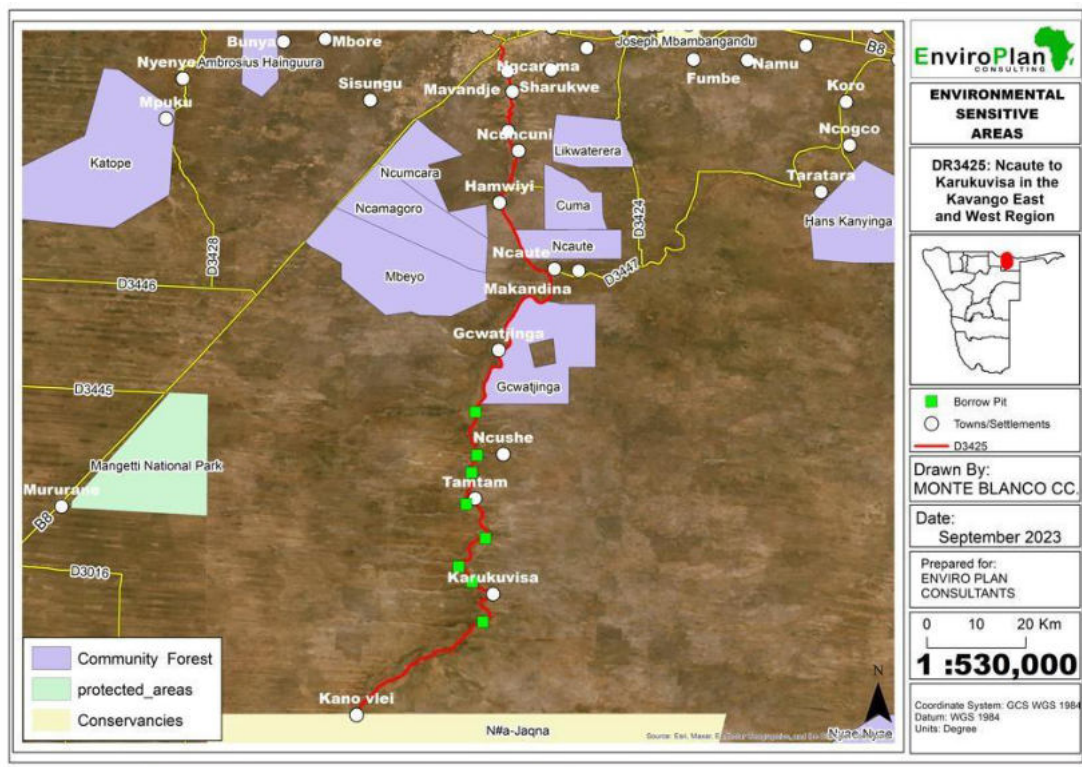 Bunya
Mbore
Nyenye
Ambrosius Hainguura
Joseph Mbambangandu
B8
Sisungu
Ngcarama
Fumbe
Namu
Mpuku
Mavandje
Sharukwe
Koro
Katope
Ncuncuni
Likwaterera
Ncogco
Ncumcara
Taratara
Hamwiyi
Ncamagoro
Cuma
D3424
Hans Kanyinga
D3428
Ncaute
Ncaute
D3447
Mbeyo
Makandina
D3446
Gcwatjinga
Gcwatjinga
D3445
Ncushe
Mangetti National Park
Mururang
Tamtam
B8
D3016
Karukuvisa
Kano vlei
N#a-Jaqna
Nyae Nyae
Community Forest
protected_areas
Conservancies
EnviroPlan
CONSULTING
ENVIRONMENTAL
SENSITIVE
AREAS
DR3425: Ncaute to
Karukuvisa in the
Kavango East
and West Region
Borrow Pit
Towns/Settlements
D3425
Drawn By:
MONTE BLANCO CC.
Date:
September 2023
Prepared for:
ENVIRO PLAN
CONSULTANTS
0 10 20 Km
1 :530,000
N
Coordinate System: GCS WGS 1984
Datum: WGS 1984
Units: Degree